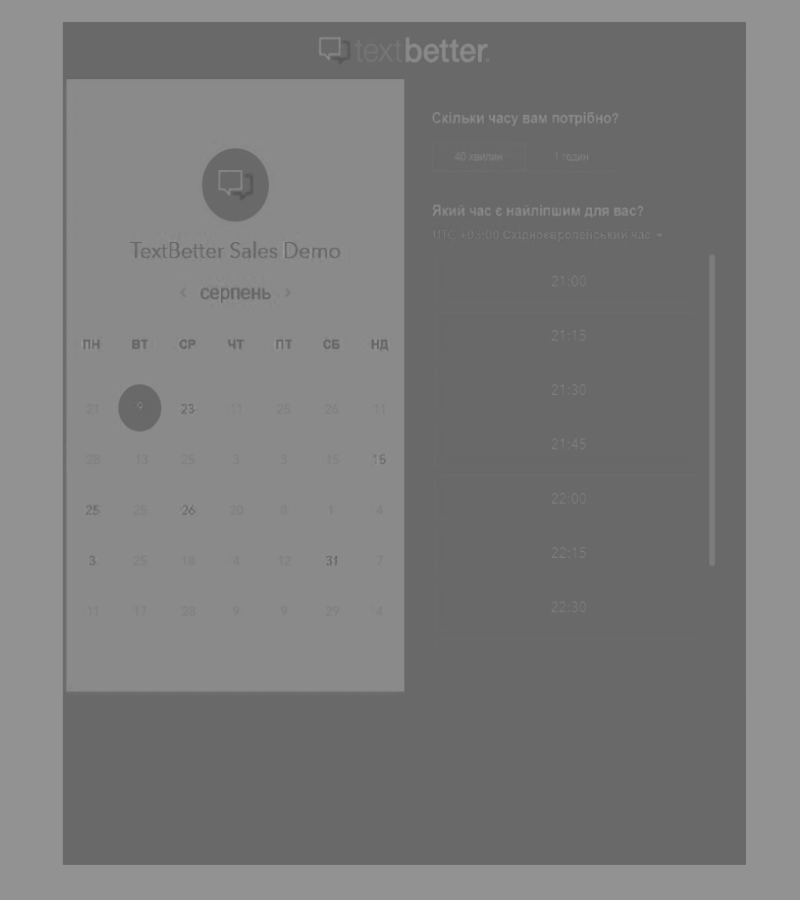 textbetter.
TextBetter Sales Demo
‹ серпень ›
ПН ВТ СР ЧТ ПТ СБ НД
21 9 23 11 25 26 11
28 13 25 3 3 15 15
25 25 26 20 8 1 4
3 25 18 4 12 31 7
11 17 28 9 9 29 4
Скільки часу вам потрібно?
40 хвилин 1 годин
Який час є найліпшим для вас?
UTC +03:00 Східноєвропейський час
21:00
21:15
21:30
21:45
22:00
22:15
22:30